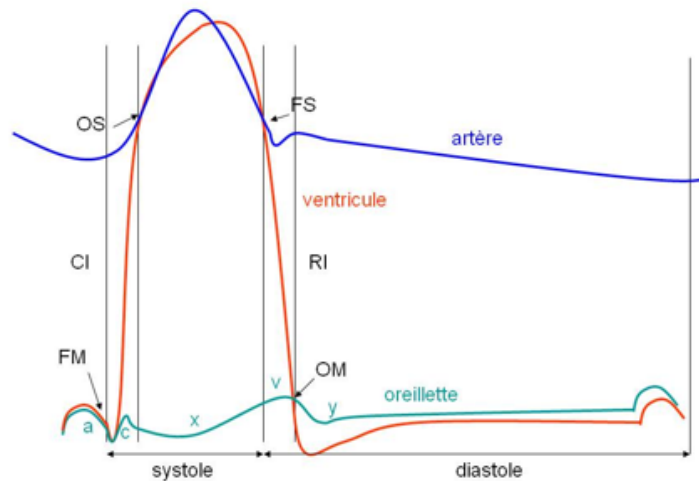 OS
FS
artère
ventricule
CI
RI
FM
OM
v
oreillette
a
c
x
y
systole
diastole